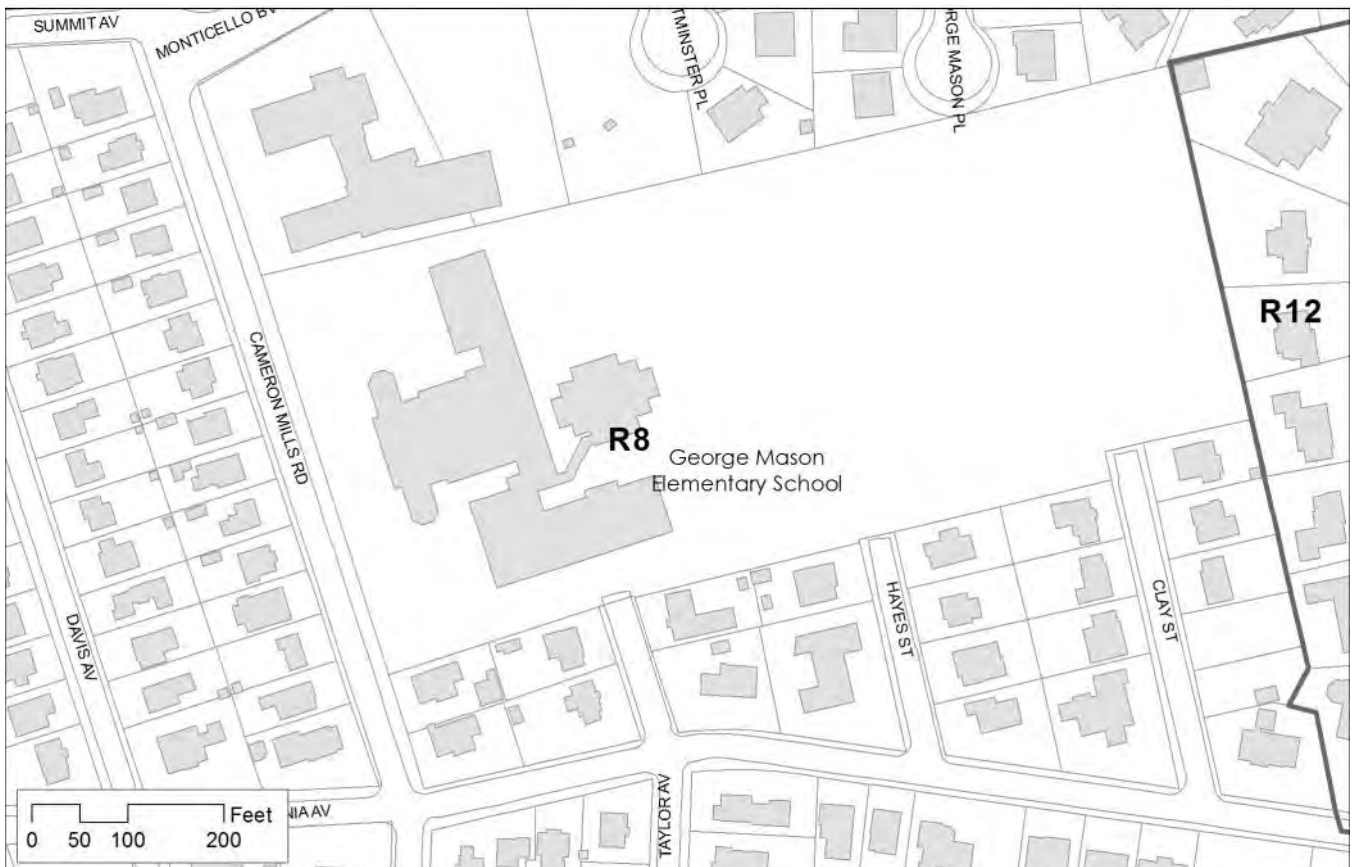 SUMMIT AV
MONTICELLO BV
TMINSTER PL
RGE MASON PL
R12
CAMERON MILLS RD
R8
George Mason
Elementary School
HAYES ST
CLAY ST
DAVIS AV
TAYLOR AV
NIA AV
Feet
0 50 100 200